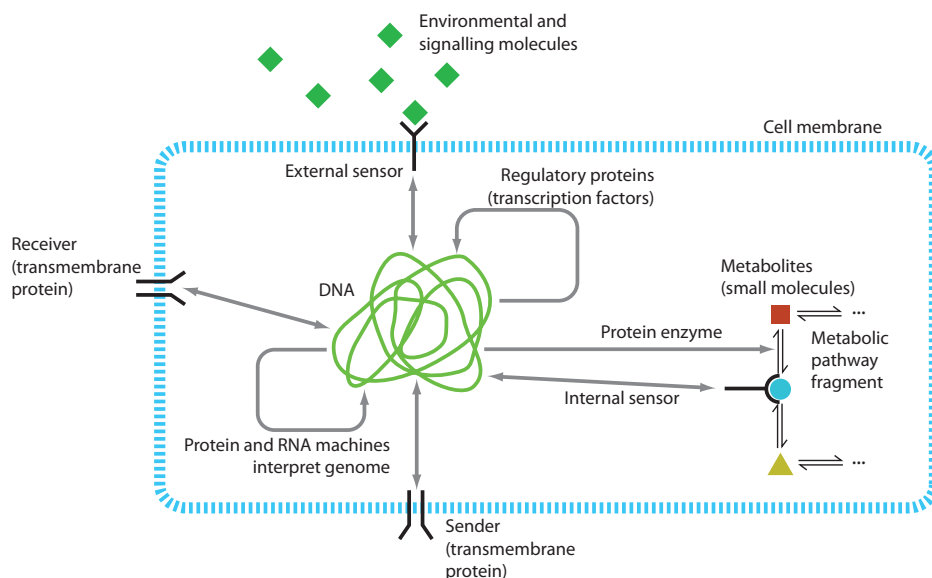 Environmental and
signalling molecules
Cell membrane
External sensor
Regulatory proteins
(transcription factors)
Receiver
(transmembrane
protein)
DNA
Metabolites
(small molecules)
...
Protein enzyme
Metabolic
pathway
fragment
Internal sensor
Protein and RNA machines
interpret genome
...
Sender
(transmembrane
protein)